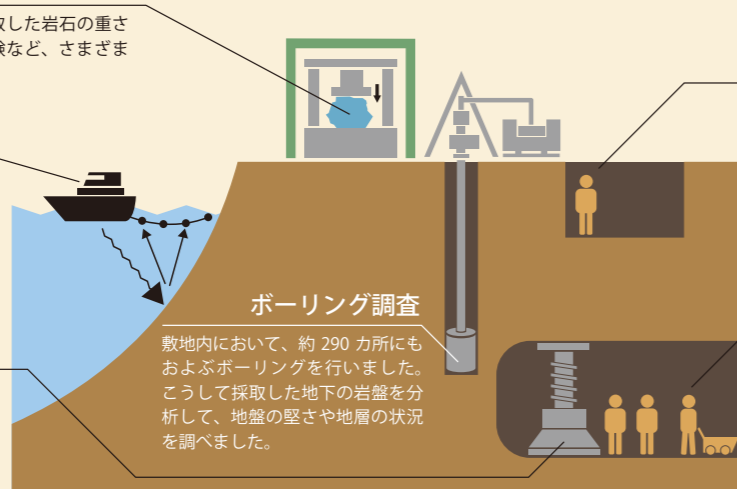 取した岩石の重さ
験など、さまざま
ボーリング調査
敷地内において、約 290 カ所にも
およぶボーリングを行いました。
こうして採取した地下の岩盤を分
析して、地盤の堅さや地層の状況
を調べました。